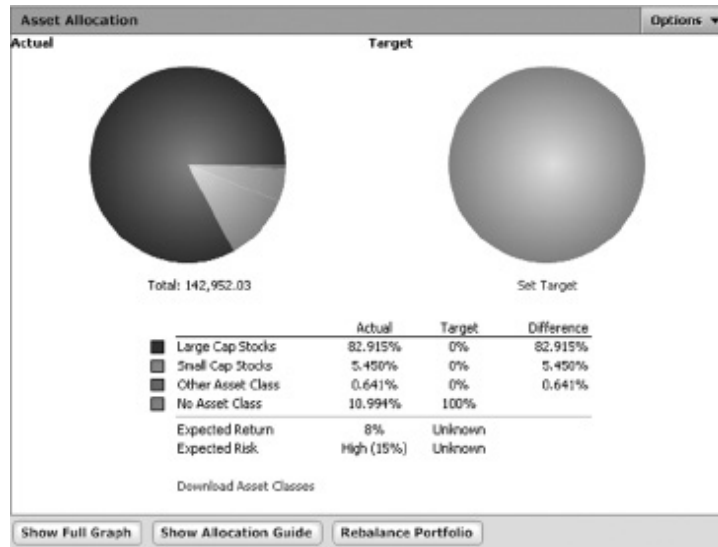 Asset Allocation Options
Actual Target
Total: 142,952.03 Set Target
Actual Target Difference
Large Cap Stocks 82.915% 0% 82.915%
Small Cap Stocks 5.450% 0% 5.450%
Other Asset Class 0.641% 0% 0.641%
No Asset Class 10.994% 100%
Expected Return 8% Unknown
Expected Risk High (15%) Unknown
Download Asset Classes
Show Full Graph Show Allocation Guide Rebalance Portfolio